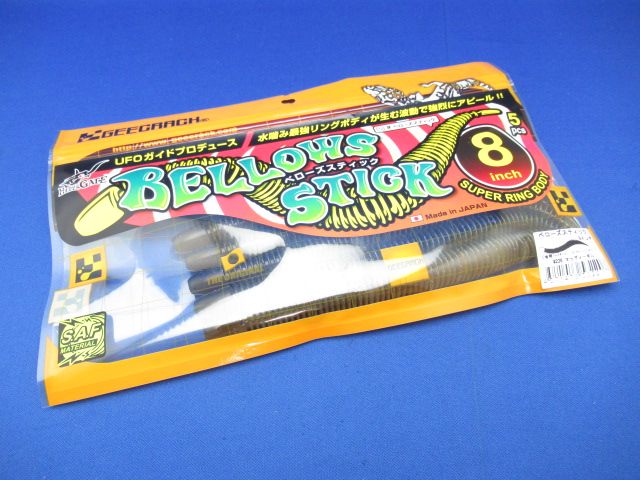 GEECRACK
http://www.geecrack.com
水噛み最強リングボディが生む波動で強烈にアピール!!
UFOガイドプロデュース
BELLOWS
ベローズスティック
STICK
5
pcs
8
inch
SUPER RING BODY
Made in JAPAN
ベローズスティック
GEECRACK
S.A.F
MATERIAL